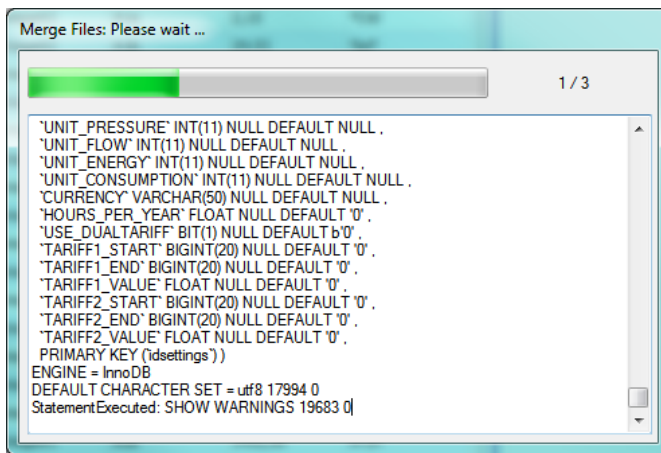 Merge Files: Please wait ...
1 / 3
`UNIT_PRESSURE` INT(11) NULL DEFAULT NULL ,
`UNIT_FLOW` INT(11) NULL DEFAULT NULL ,
`UNIT_ENERGY` INT(11) NULL DEFAULT NULL ,
`UNIT_CONSUMPTION` INT(11) NULL DEFAULT NULL ,
`CURRENCY` VARCHAR(50) NULL DEFAULT NULL ,
`HOURS_PER_YEAR` FLOAT NULL DEFAULT '0' ,
`USE_DUALTARIFF` BIT(1) NULL DEFAULT b'0' ,
`TARIFF1_START` BIGINT(20) NULL DEFAULT '0' ,
`TARIFF1_END` BIGINT(20) NULL DEFAULT '0' ,
`TARIFF1_VALUE` FLOAT NULL DEFAULT '0' ,
`TARIFF2_START` BIGINT(20) NULL DEFAULT '0' ,
`TARIFF2_END` BIGINT(20) NULL DEFAULT '0' ,
`TARIFF2_VALUE` FLOAT NULL DEFAULT '0' ,
PRIMARY KEY (`idsettings`) )
ENGINE = InnoDB
DEFAULT CHARACTER SET = utf8 17994 0
StatementExecuted: SHOW WARNINGS 19683 0